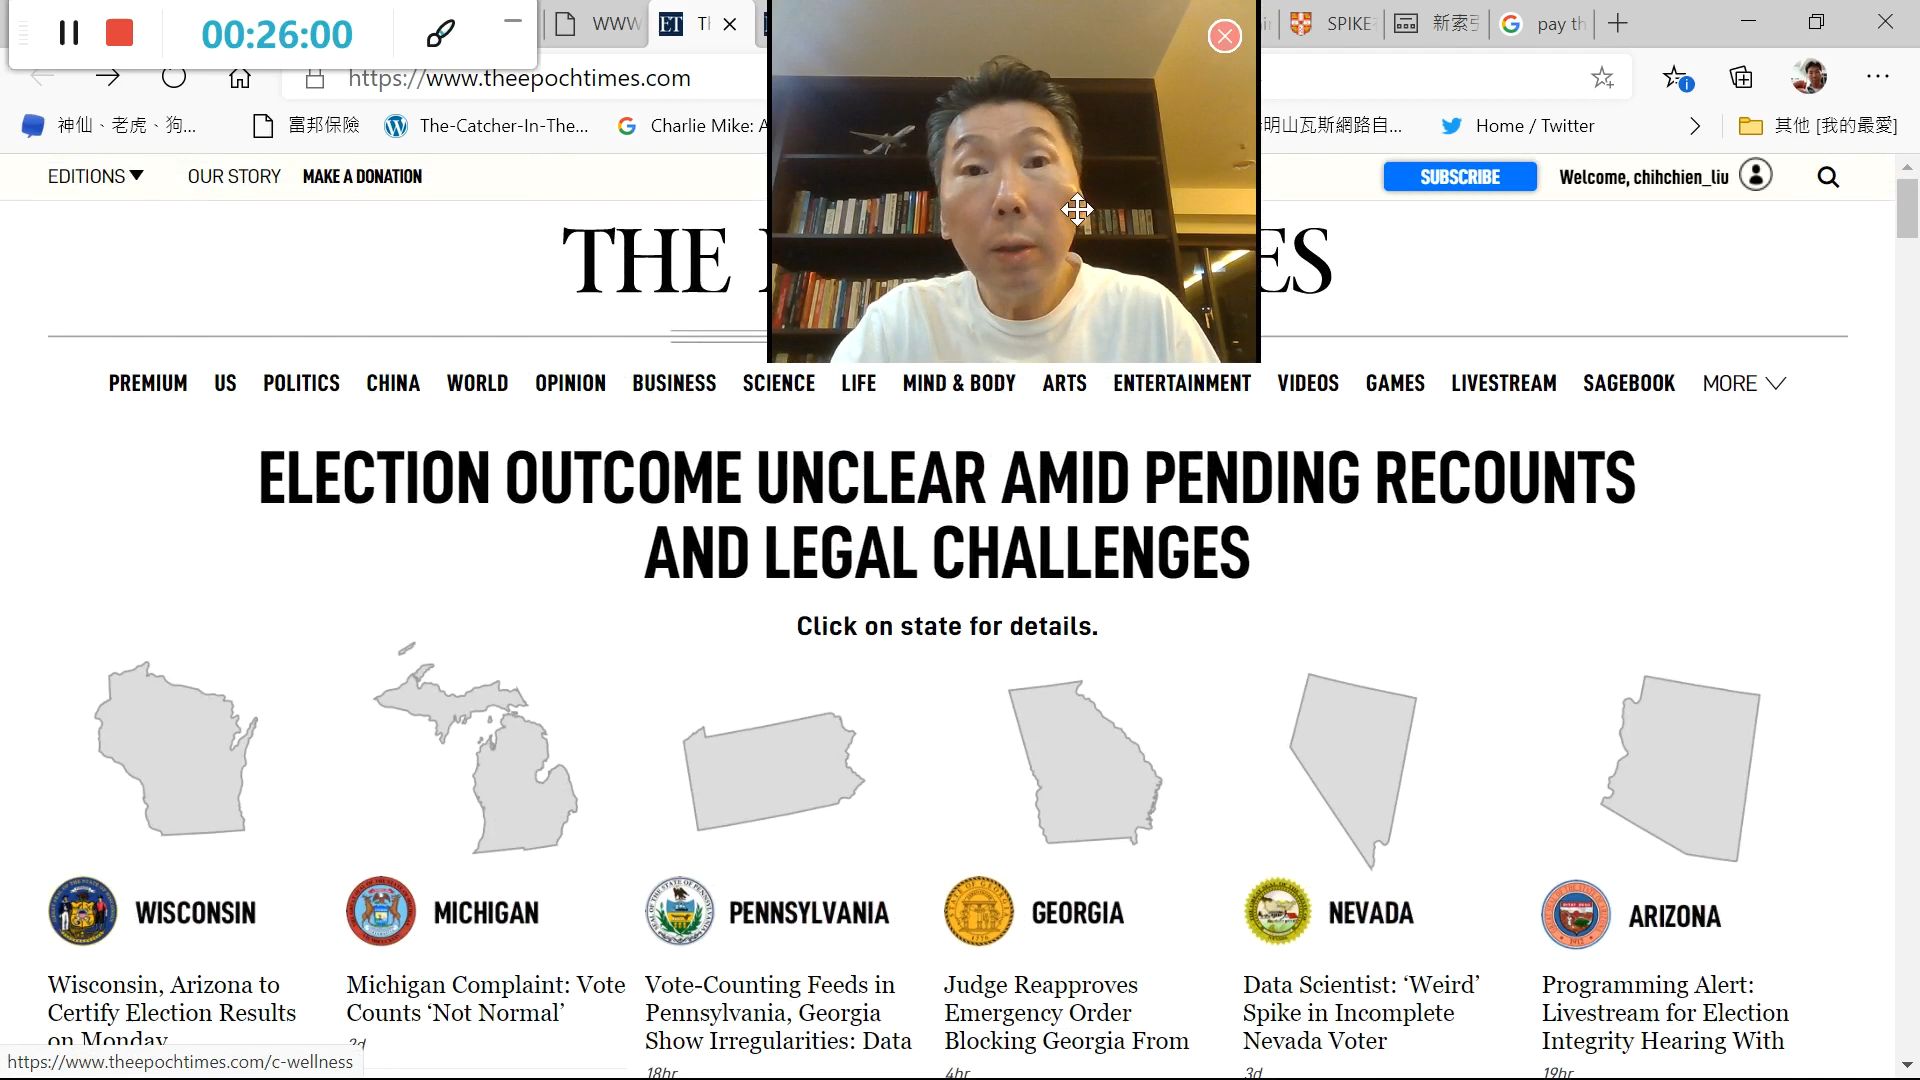 00:26:00
WWW
SPIKE
新索引
pay th
https://www.theepochtimes.com
神仙、老虎、狗...
富邦保險
The-Catcher-In-The...
Charlie Mike: A
明山瓦斯網路自...
Home / Twitter
其他 [我的最愛]
EDITIONS
OUR STORY
MAKE A DONATION
SUBSCRIBE
Welcome, chihchien_liu
THE
ES
PREMIUM US POLITICS CHINA WORLD OPINION BUSINESS SCIENCE LIFE MIND & BODY ARTS ENTERTAINMENT VIDEOS GAMES LIVESTREAM SAGEBOOK MORE
ELECTION OUTCOME UNCLEAR AMID PENDING RECOUNTS
AND LEGAL CHALLENGES
Click on state for details.
WISCONSIN
Wisconsin, Arizona to
Certify Election Results
on Monday
MICHIGAN
Michigan Complaint: Vote
Counts ‘Not Normal’
2d
PENNSYLVANIA
Vote-Counting Feeds in
Pennsylvania, Georgia
Show Irregularities: Data
18hr
GEORGIA
Judge Reapproves
Emergency Order
Blocking Georgia From
4hr
NEVADA
Data Scientist: ‘Weird’
Spike in Incomplete
Nevada Voter
3d
ARIZONA
Programming Alert:
Livestream for Election
Integrity Hearing With
19hr
https://www.theepochtimes.com/c-wellness